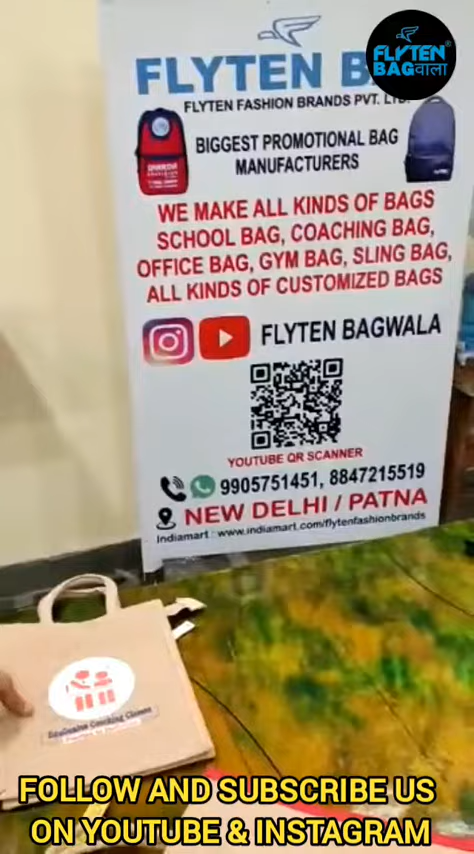 FLYTEN
BAGवाला
FLYTEN B
FLYTEN FASHION BRANDS PVT. LTD.
BIGGEST PROMOTIONAL BAG
MANUFACTURERS
WE MAKE ALL KINDS OF BAGS
SCHOOL BAG, COACHING BAG,
OFFICE BAG, GYM BAG, SLING BAG,
ALL KINDS OF CUSTOMIZED BAGS
FLYTEN BAGWALA
YOUTUBE QR SCANNER
9905751451, 8847215519
NEW DELHI / PATNA
Indiamart : www.indiamart.com/flytenfashionbrands
Coaching Classes
FOLLOW AND SUBSCRIBE US
ON YOUTUBE & INSTAGRAM